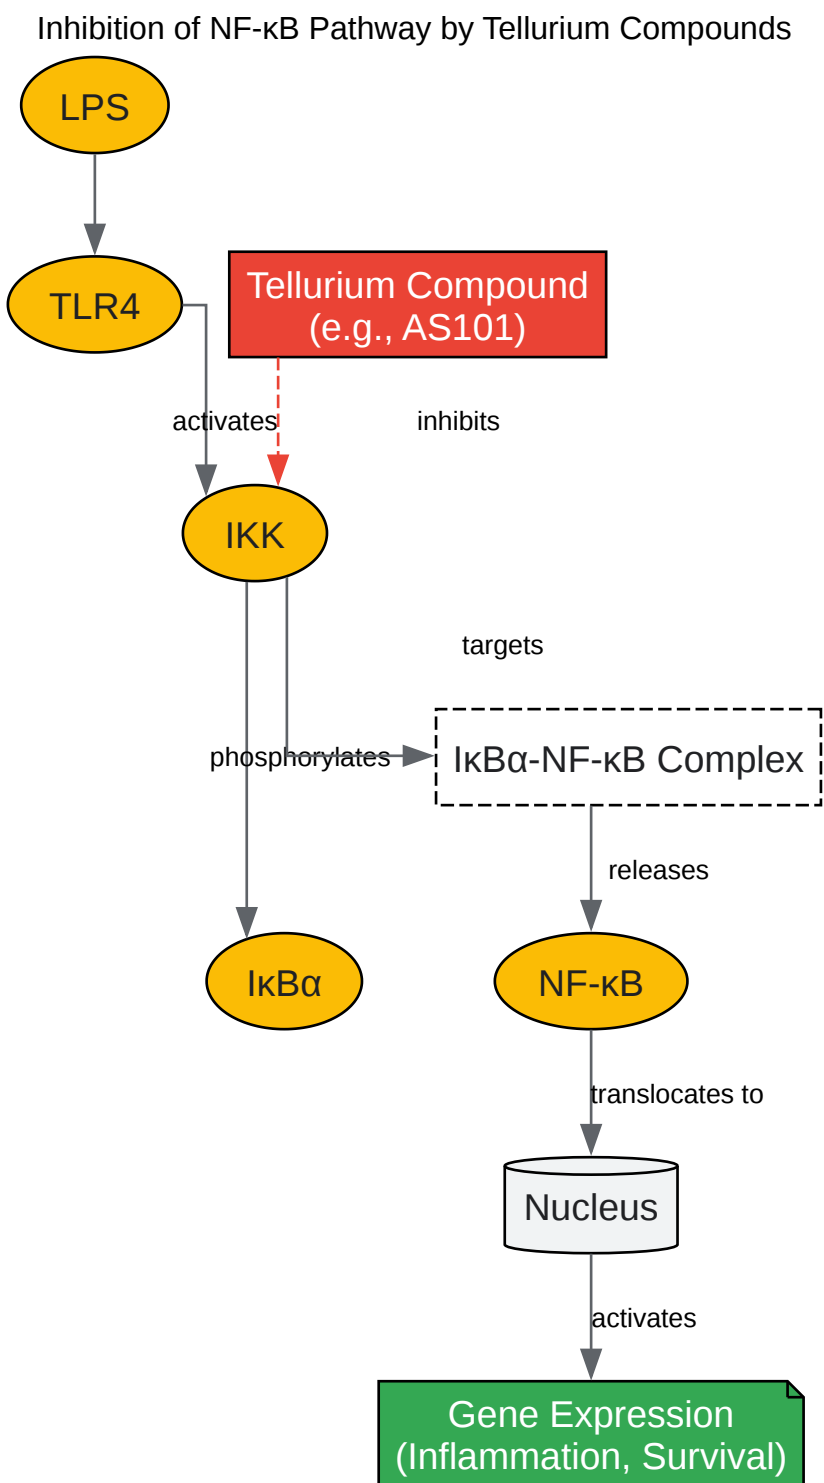 Inhibition of NF-κB Pathway by Tellurium Compounds
LPS
TLR4
Tellurium Compound
(e.g., AS101)
activates
inhibits
IKK
targets
phosphorylates
IκBα-NF-κB Complex
releases
IκBα
NF-κB
translocates to
Nucleus
activates
Gene Expression
(Inflammation, Survival)